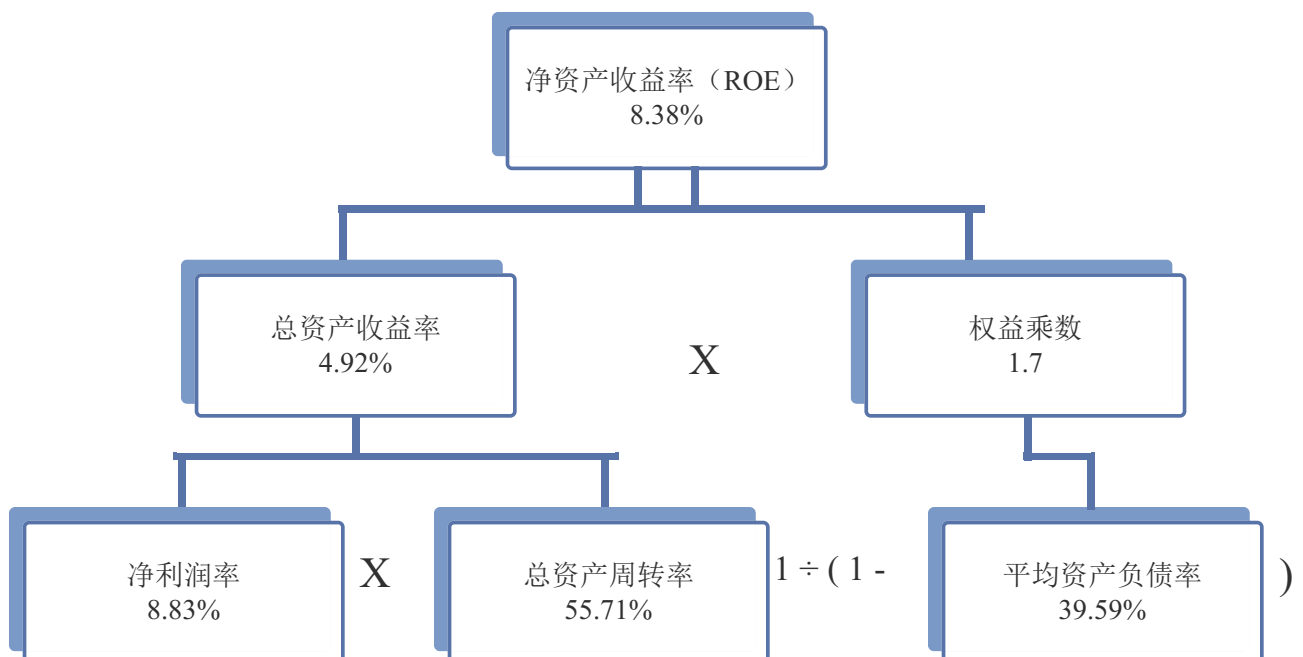 净资产收益率（ROE）
8.38%
总资产收益率
4.92%
X
权益乘数
1.7
净利润率
8.83%
X
总资产周转率
55.71%
1 ÷ ( 1 -
平均资产负债率
39.59%
)